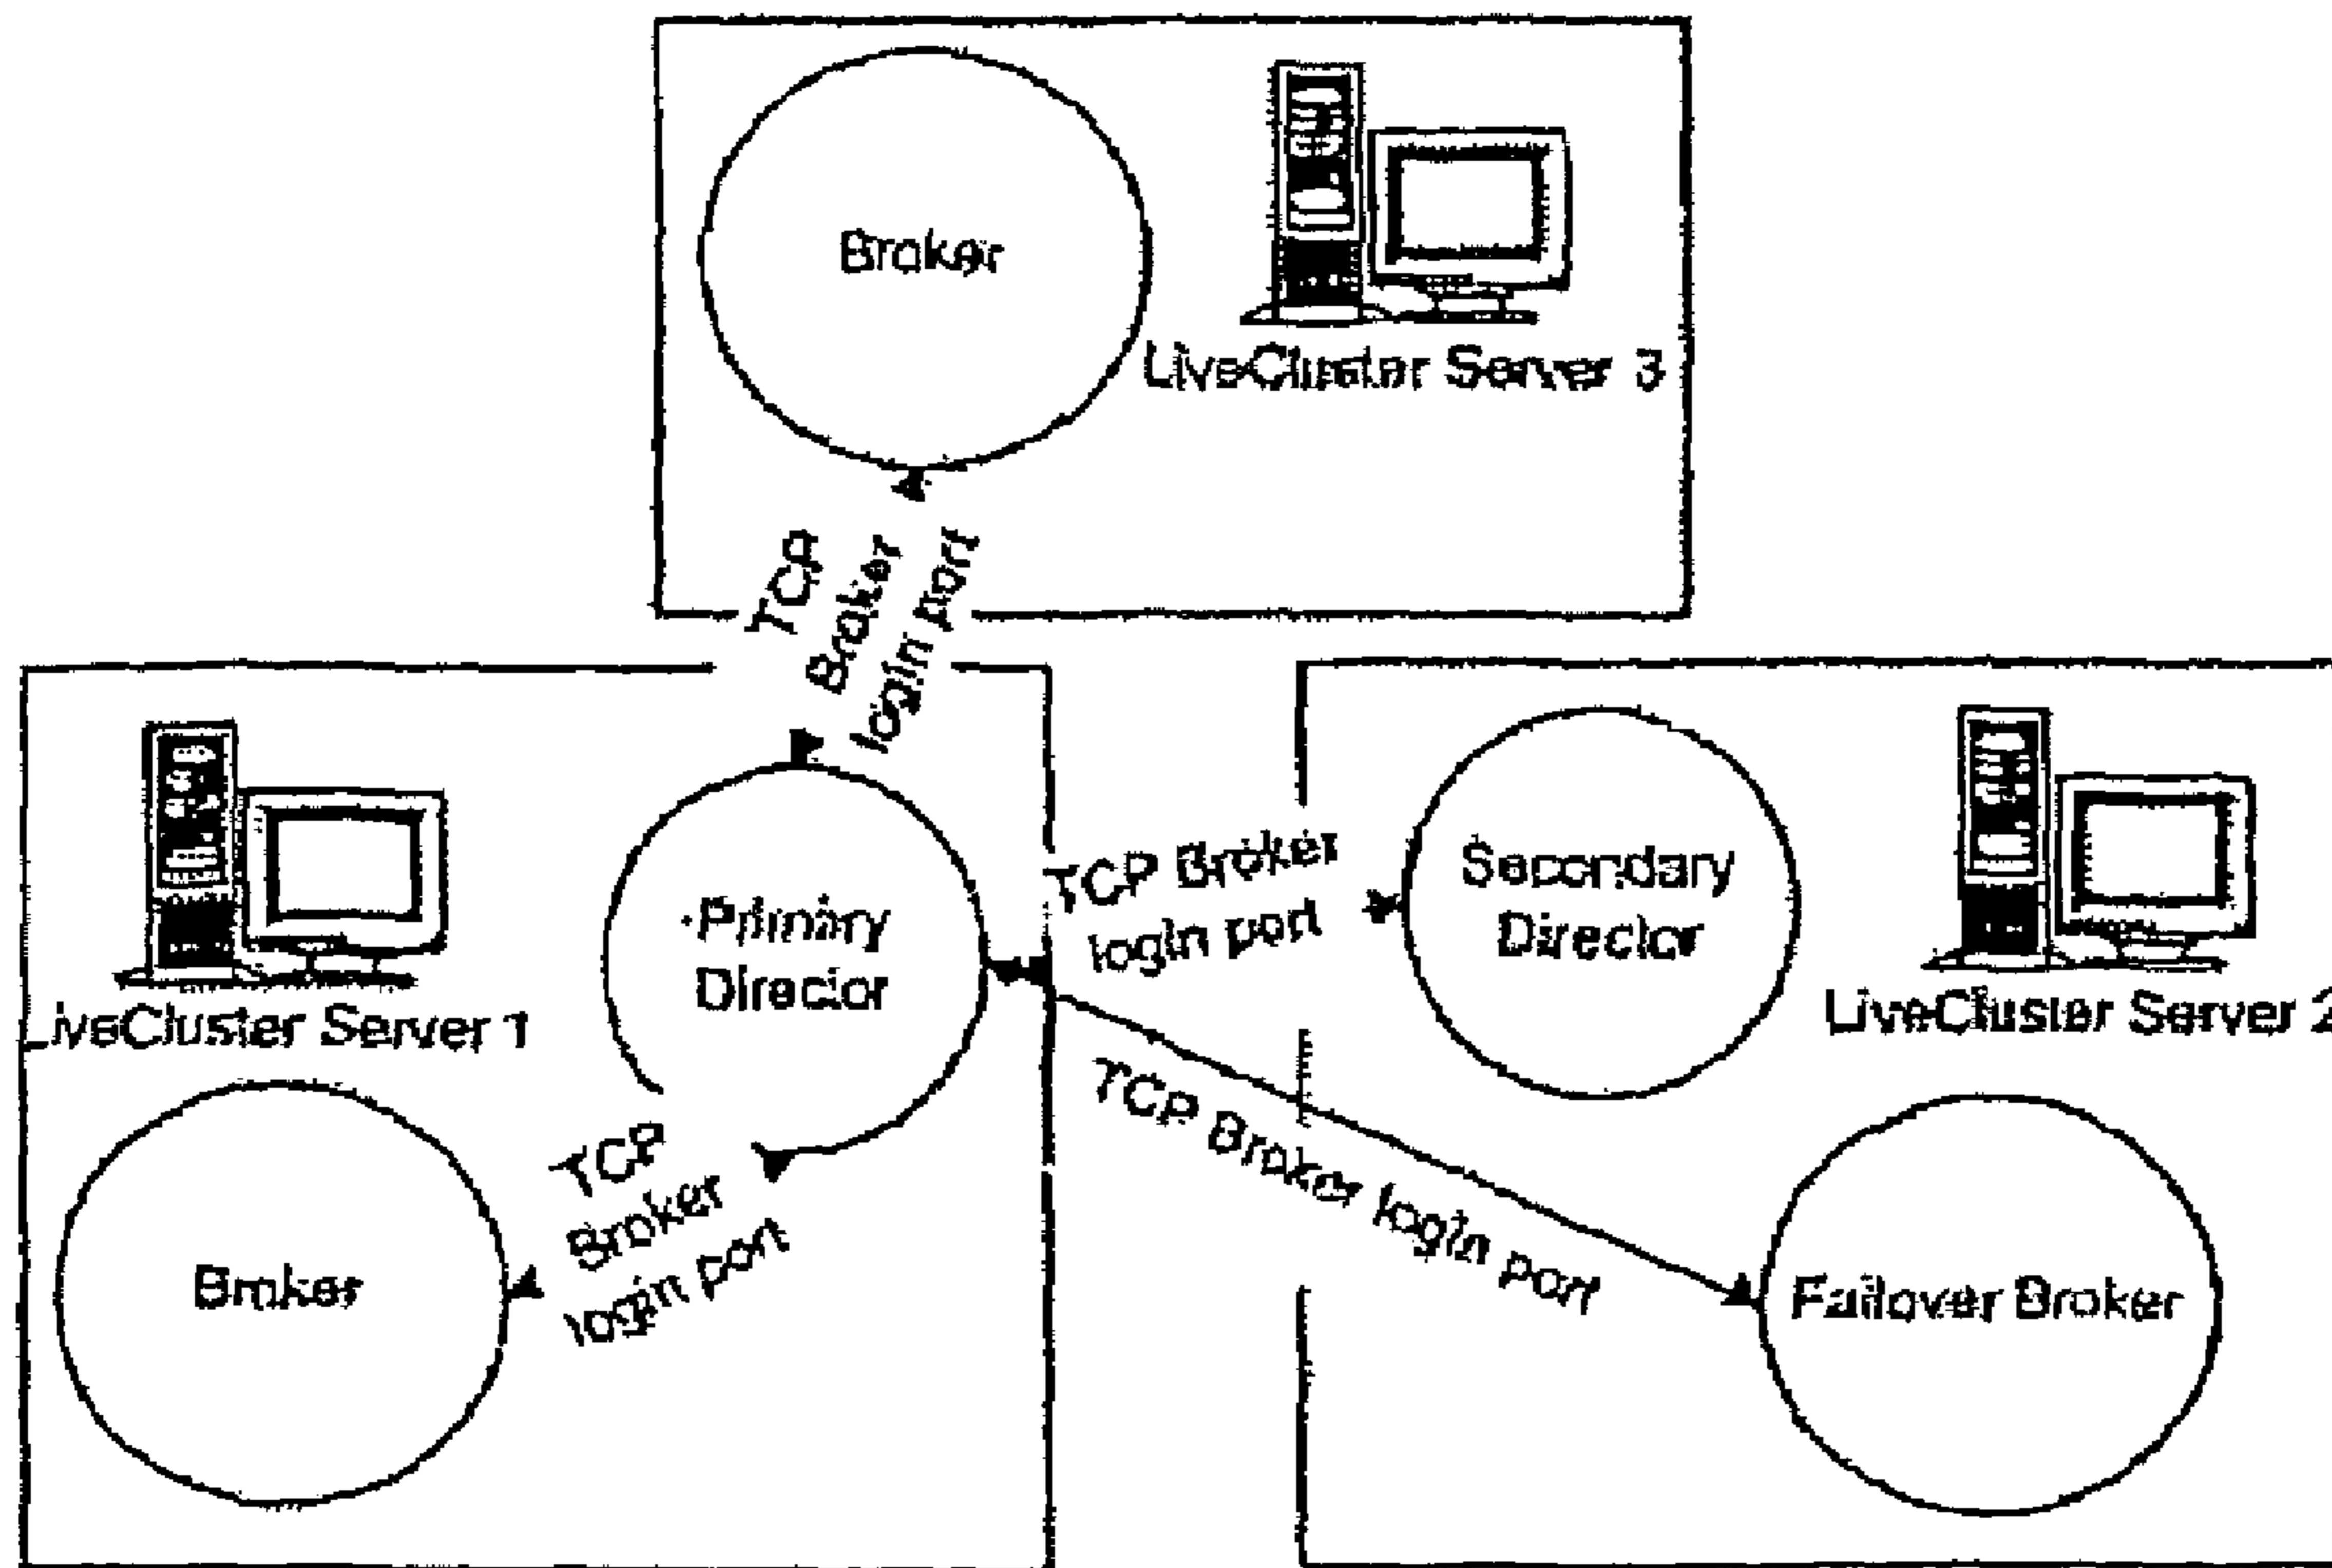 Broker
LiveCluster Server 3
TCP
Broker
login port
Primary
Director
LiveCluster Server 1
TCP Broker
login port
Secondary
Director
LiveCluster Server 2
TCP Broker login port
TCP
Broker
login port
Broker
Failover Broker